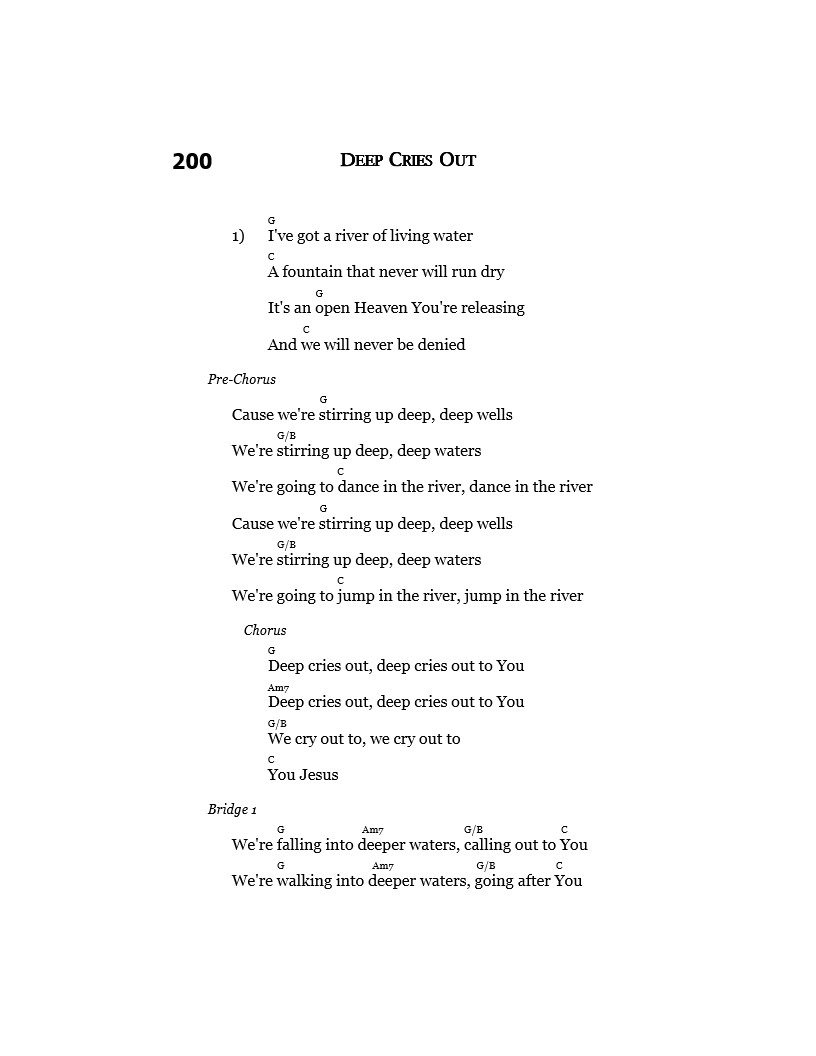 200 DEEP CRIES OUT
G
1) I've got a river of living water
C
A fountain that never will run dry
G
It's an open Heaven You're releasing
C
And we will never be denied
Pre-Chorus
G
Cause we're stirring up deep, deep wells
G/B
We're stirring up deep, deep waters
C
We're going to dance in the river, dance in the river
G
Cause we're stirring up deep, deep wells
G/B
We're stirring up deep, deep waters
C
We're going to jump in the river, jump in the river
Chorus
G
Deep cries out, deep cries out to You
Am7
Deep cries out, deep cries out to You
G/B
We cry out to, we cry out to
C
You Jesus
Bridge 1
G Am7 G/B C
We're falling into deeper waters, calling out to You
G Am7 G/B C
We're walking into deeper waters, going after You